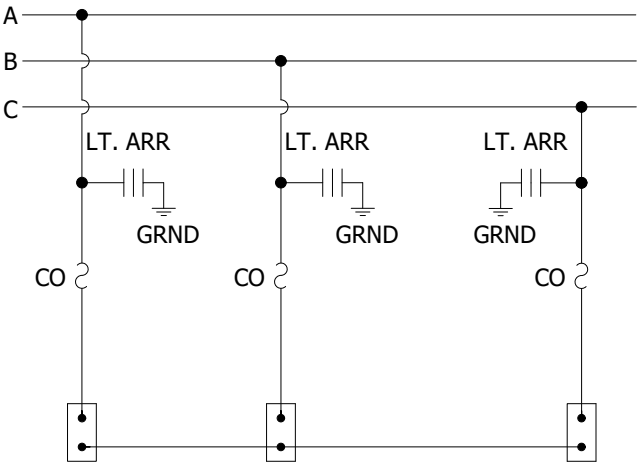 A
B
C
LT. ARR LT. ARR LT. ARR
GRND GRND GRND
CO CO CO